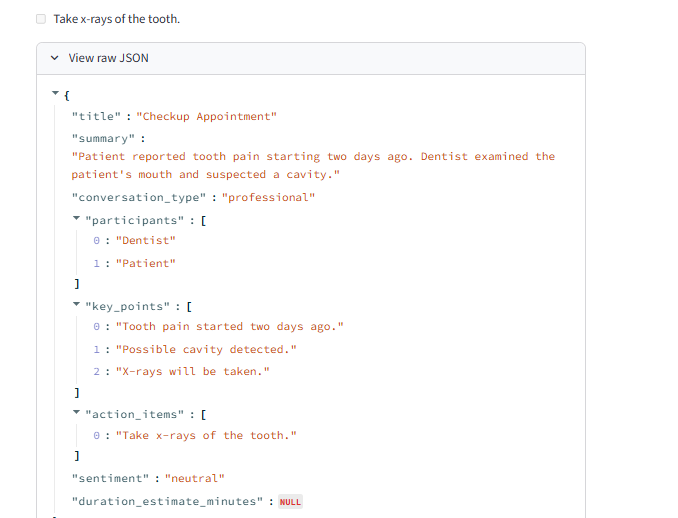 Take x-rays of the tooth.
View raw JSON
{
"title" : "Checkup Appointment"
"summary" :
"Patient reported tooth pain starting two days ago. Dentist examined the
patient's mouth and suspected a cavity."
"conversation_type" : "professional"
"participants" : [
0 : "Dentist"
1 : "Patient"
]
"key_points" : [
0 : "Tooth pain started two days ago."
1 : "Possible cavity detected."
2 : "X-rays will be taken."
]
"action_items" : [
0 : "Take x-rays of the tooth."
]
"sentiment" : "neutral"
"duration_estimate_minutes" : NULL